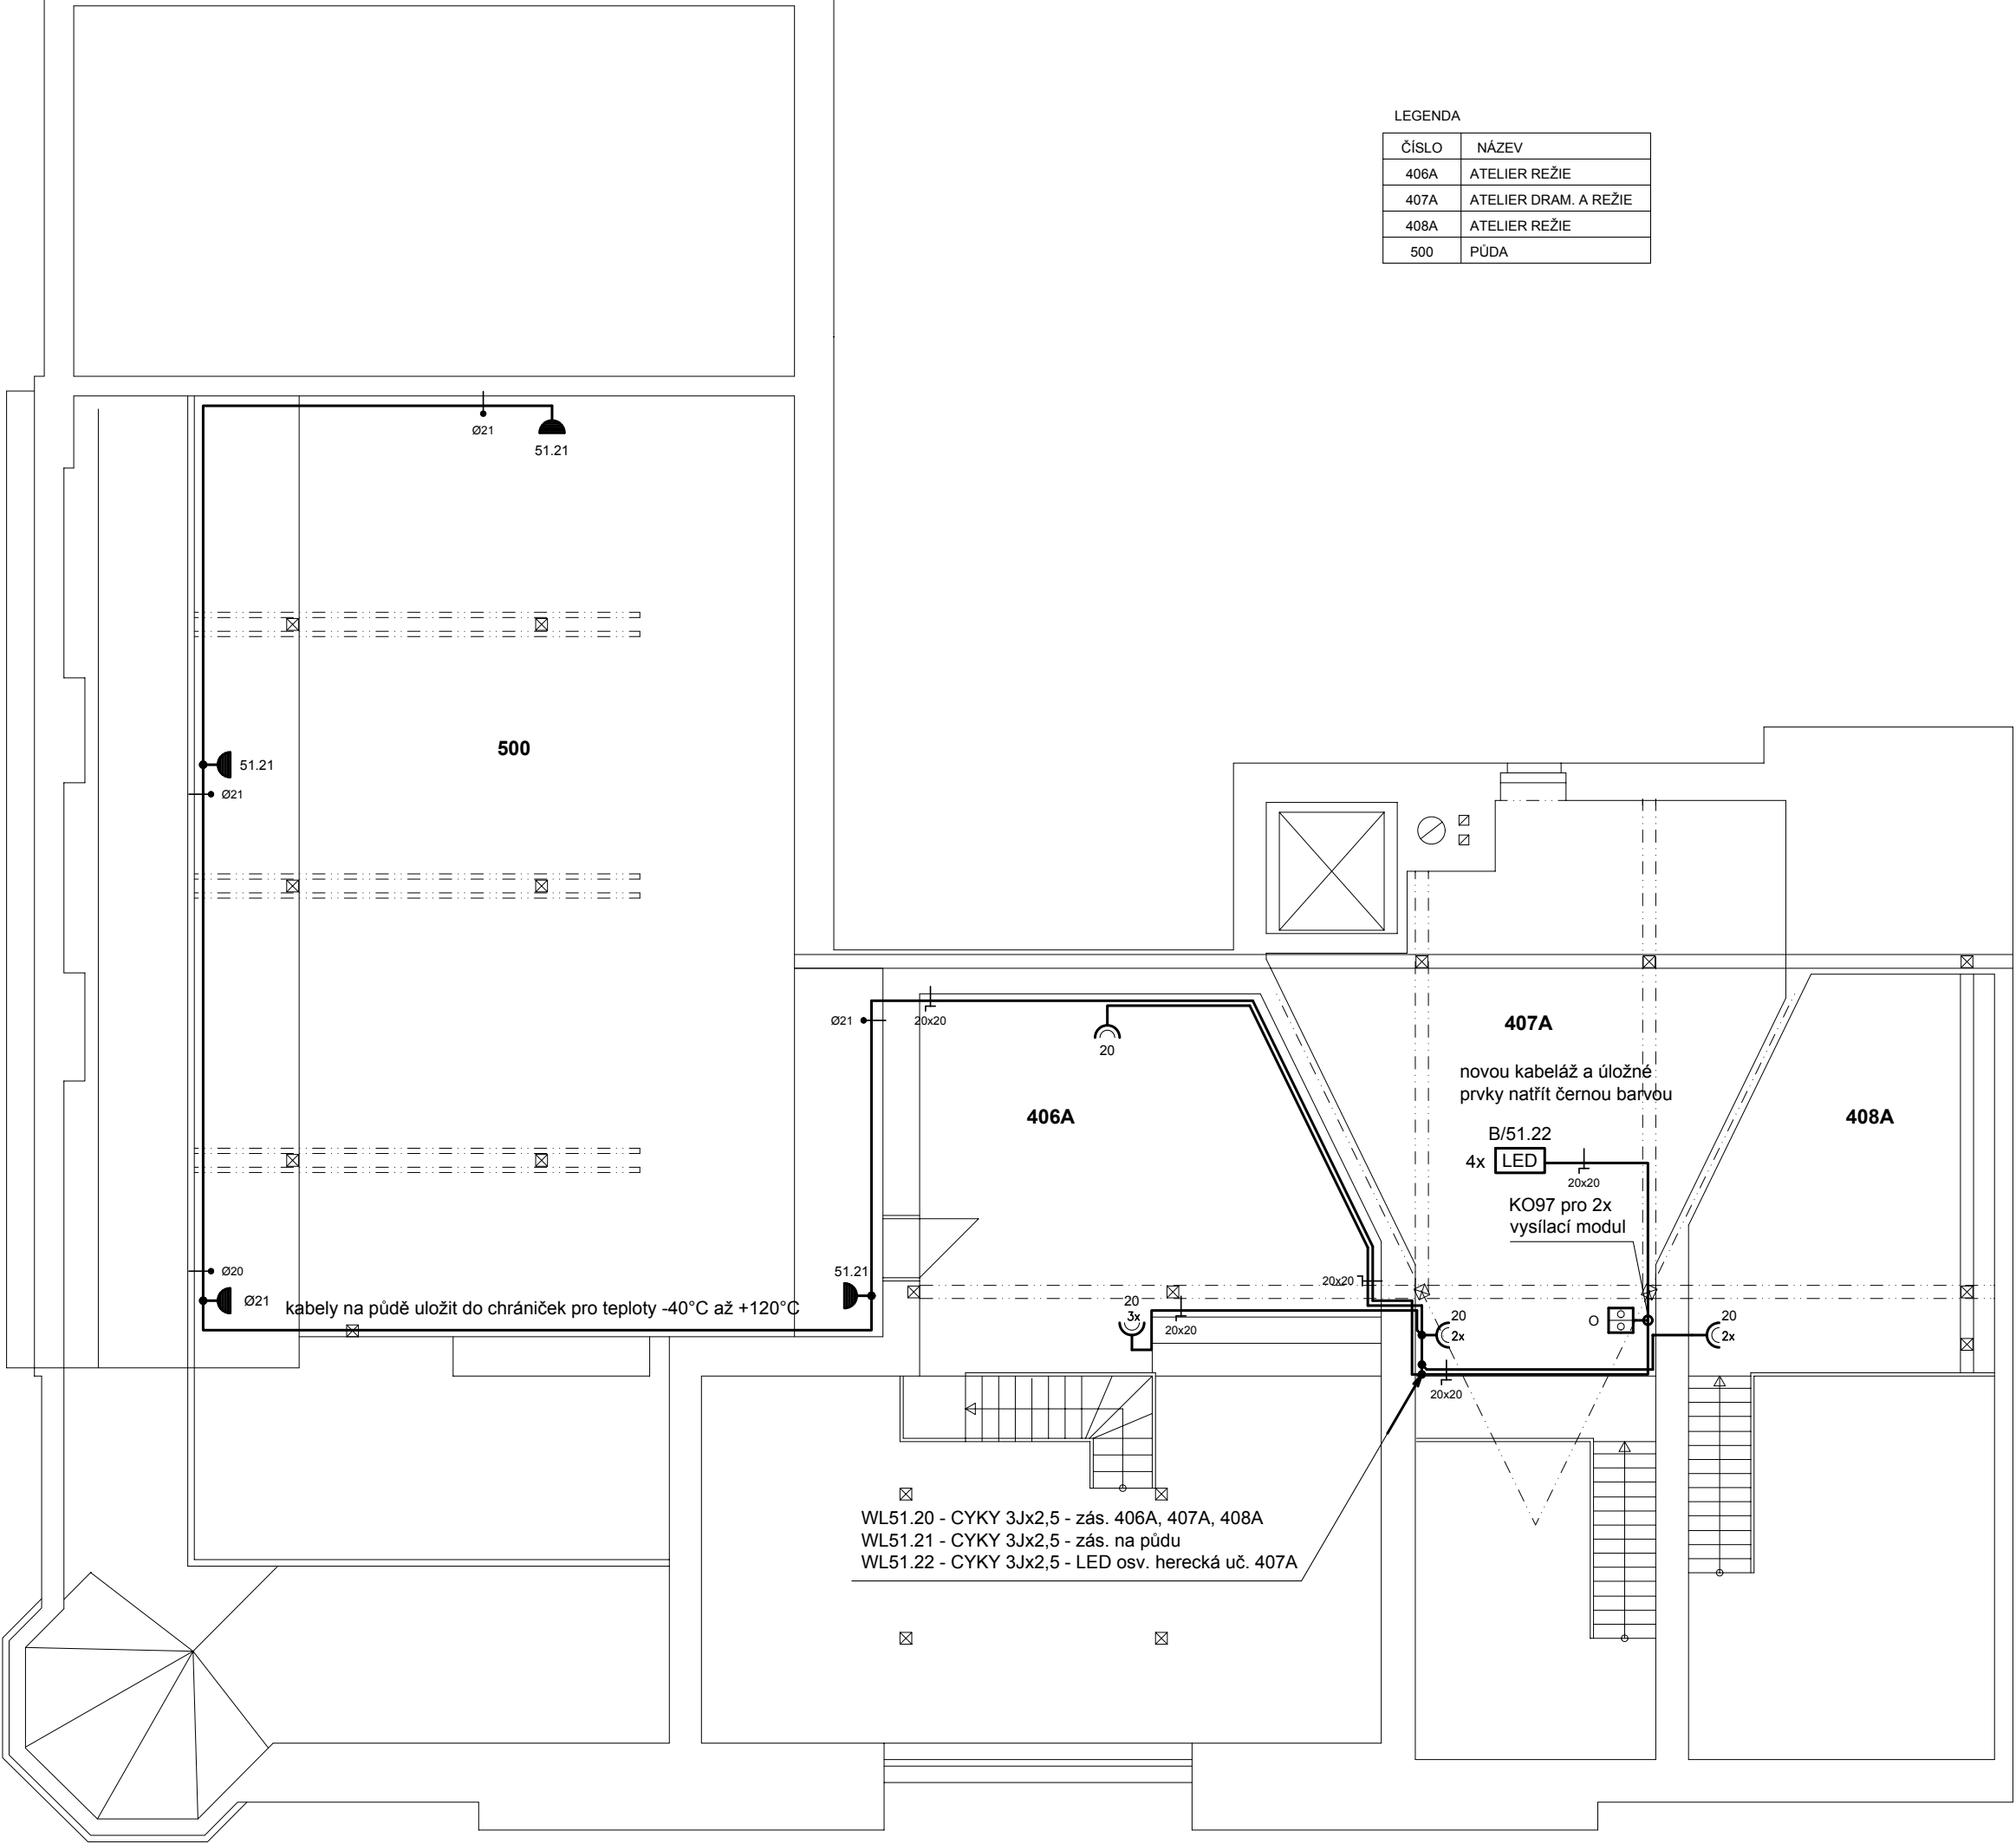 LEGENDA
ČÍSLO NÁZEV
406A ATELIER REŽIE
407A ATELIER DRAM. A REŽIE
408A ATELIER REŽIE
500 PŮDA
Ø21
51.21
500
51.21
Ø21
Ø21
20x20
20
407A
novou kabeláž a úložné
prvky natřít černou barvou
406A
408A
B/51.22
4x LED
20x20
KO97 pro 2x
vysílací modul
Ø20
51.21
20x20
Ø21
kabely na půdě uložit do chrániček pro teploty -40°C až +120°C
20
3x
20x20
20
2x
O
20
2x
20x20
WL51.20 - CYKY 3Jx2,5 - zás. 406A, 407A, 408A
WL51.21 - CYKY 3Jx2,5 - zás. na půdu
WL51.22 - CYKY 3Jx2,5 - LED osv. herecká uč. 407A